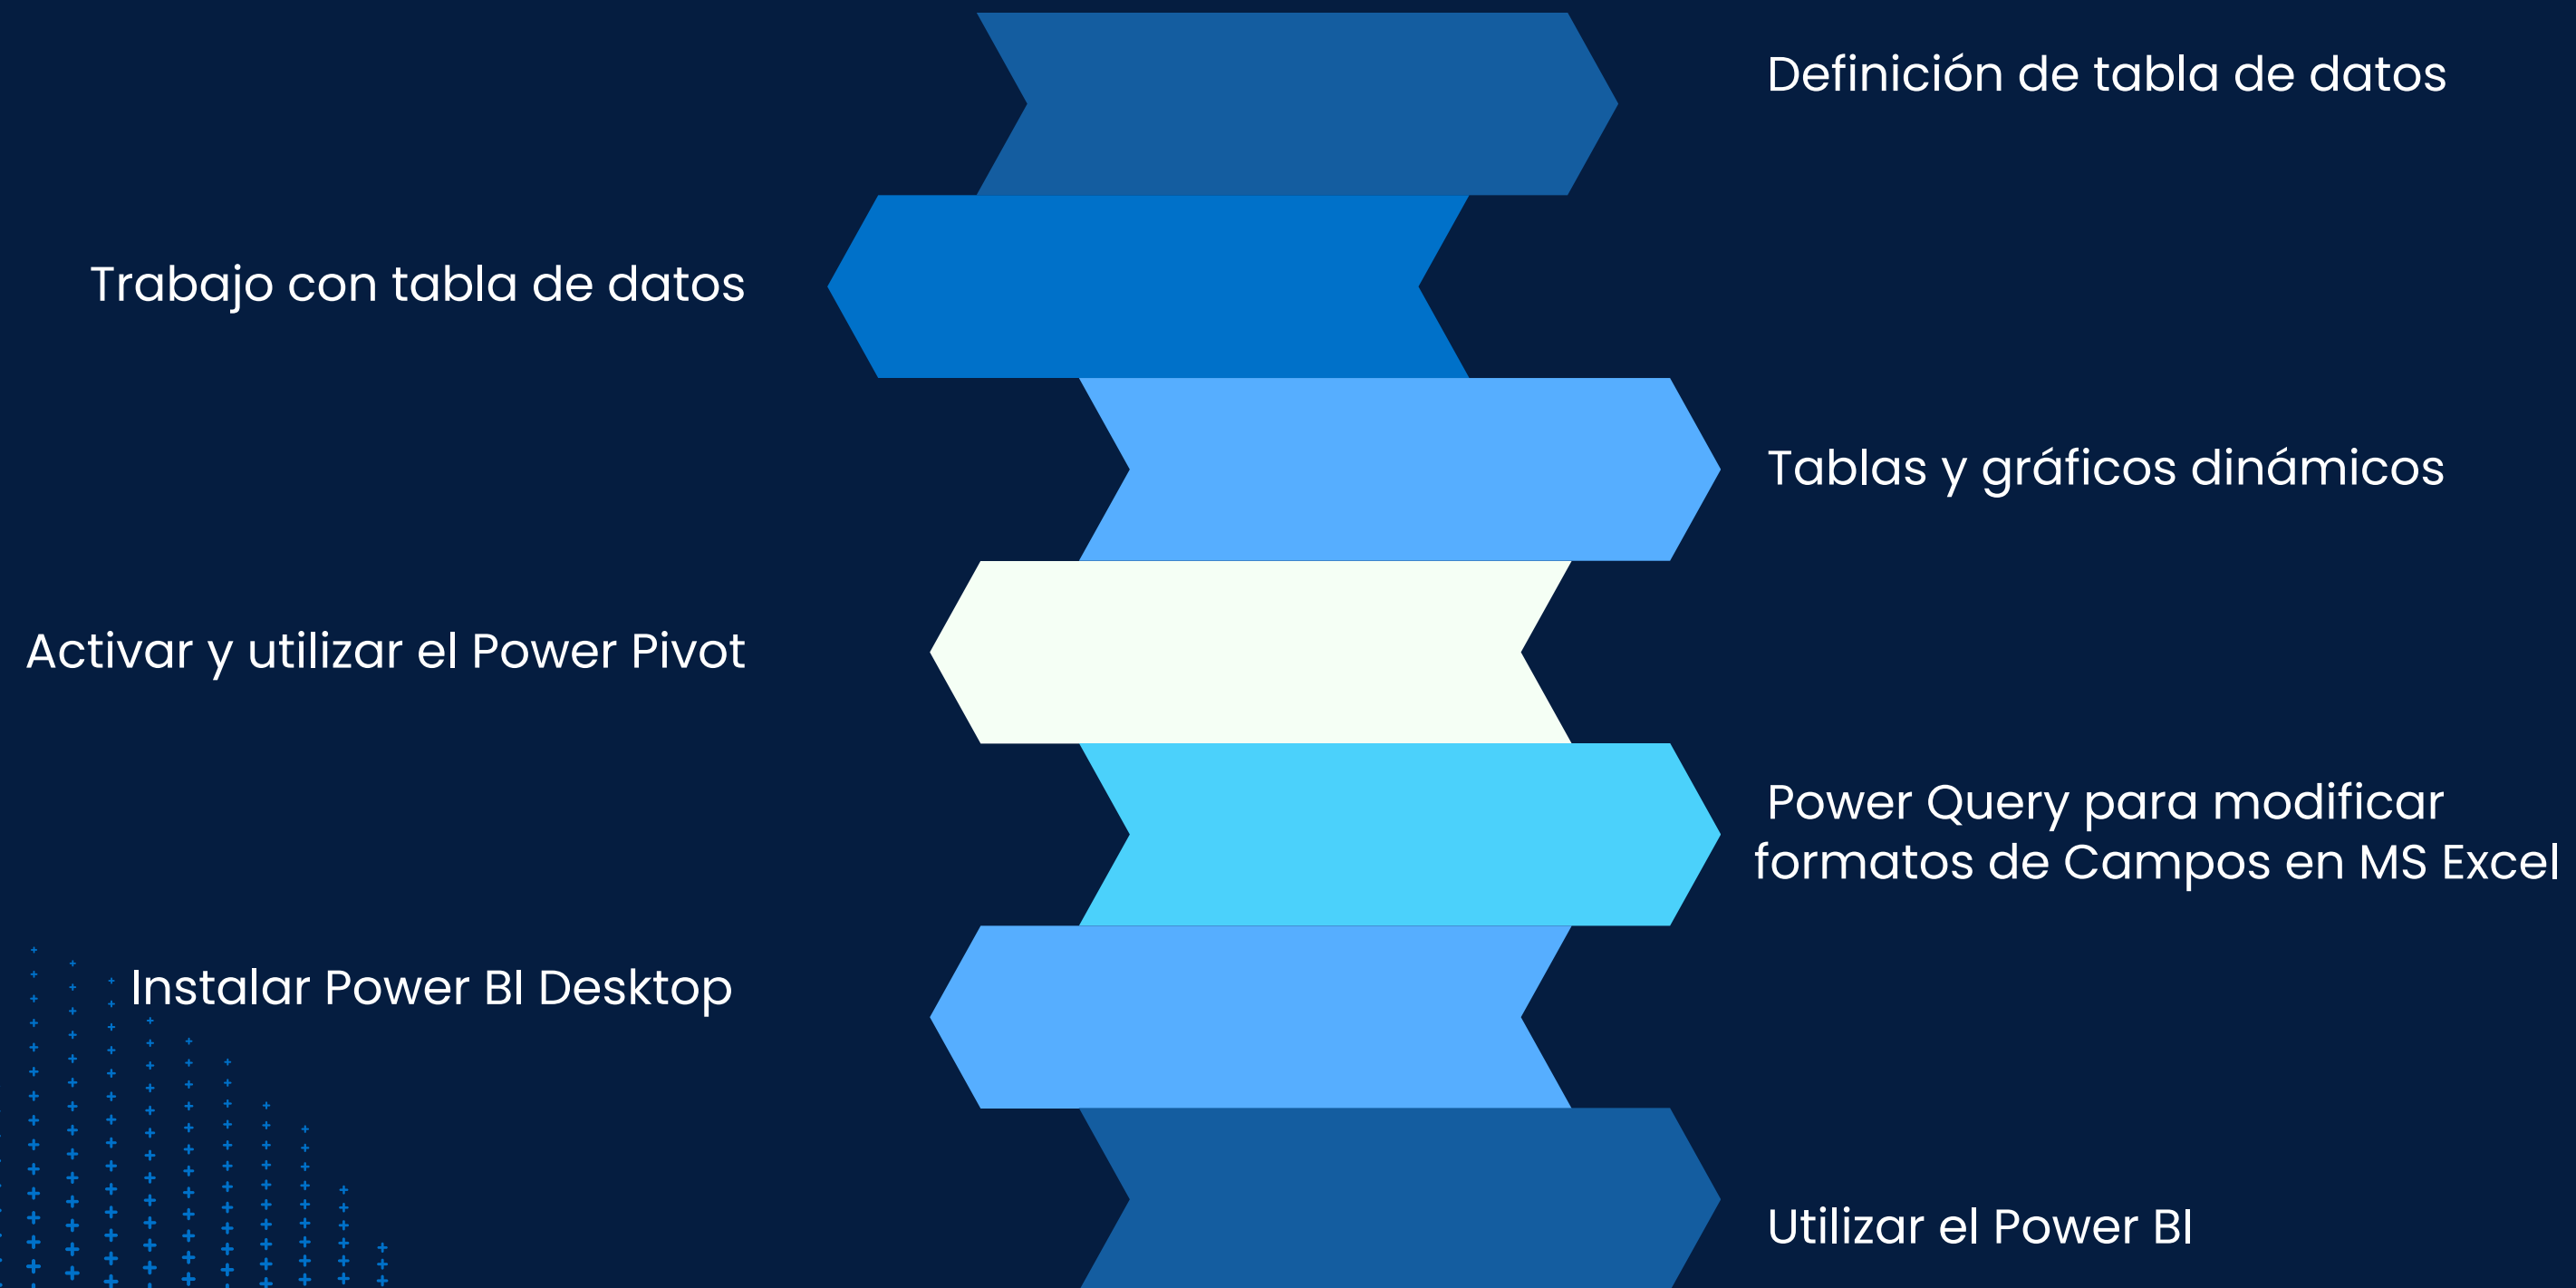 Definición de tabla de datos
Trabajo con tabla de datos
Tablas y gráficos dinámicos
Activar y utilizar el Power Pivot
Power Query para modificar
formatos de Campos en MS Excel
Instalar Power BI Desktop
Utilizar el Power BI